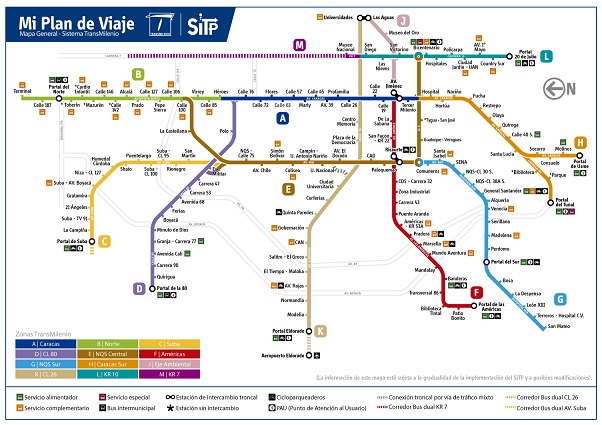 Mi Plan de Viaje
Mapa General - Sistema TransMilenio
SITP
Universidades
Las Aguas
J
Museo del Oro
M
Museo Nacional
San Diego
San Victorino
Bicentenario
Policarpa
AV. 1° Mayo
L
Portal 20 de Julio
Las Nieves
Hospitales
Ciudad Jardín - UAN
Country Sur
N
B
Terminal
Portal del Norte
*Cardio Infantil
Calle 187
Calle 142
Calle 127
Prado
Calle 106
Calle 100
Virrey
Calle 85
Héroes
Calle 76
Calle 72
Flores
Calle 63
Calle 57
Marly
Calle 45
Calle 39
Profamilia
Calle 26
Calle 22
Calle 19
AV. Jiménez
Tercer Milenio
Hospital
Nariño
Hortúa
Fucha
Restrepo
Olaya
Quiroga
Calle 40 S
Santa Lucía
Socorro
Consuelo
Molinos
H
Portal de Usme
*Biblioteca
*Parque
Portal del Tunal
*Toberín
*Mazurén
Alcalá
Pepe Sierra
A
La Castellana
Polo
Centro Memoria
Plaza de la Democracia
De La Sabana
San Façon - KR 22
Ricaurte
Paloquemao
*Tygua - San José
Guatoque - Veraguas
Santa Isabel
Comuneros
SENA
NQS-CL 30 S.
NQS-CL 38A S.
General Santander
Alquería
Venecia
Sevillana
Madelena
Perdomo
Portal del Sur
Bosa
La Despensa
León XIII
Terreros - Hospital C.V.
San Mateo
G
Puentelargo
Suba - CL 95
San Martín
Rionegro
Suba Cl. 100
Humedal Córdoba
Niza - CL. 127
Suba - AV. Boyacá
Gratamira
21 Ángeles
Suba - TV 91
La Campiña
Portal de Suba
C
Escuela Militar
Carrera 47
Carrera 53
Avenida 68
Ferias
Boyacá
Minuto de Dios
Granja - Carrera 77
Avenida Cali
Carrera 90
Quirigua
Portal de la 80
D
NQS - Calle 75
AV. Chile
Simón Bolívar
Coliseo
Campín - U. Antonio Nariño
AV. El Dorado
U. Nacional
CAD
E
Ciudad Universitaria
Corferias
Quinta Paredes
Gobernación
CAN
Salitre - El Greco
El Tiempo - Maloka
AV. Rojas
Normandía
Modelia
Portal Eldorado
K
Aeropuerto Eldorado
CDS - Carrera 32
Zona Industrial
Carrera 43
Puente Aranda
Américas - KR 53A
Pradera
Marsella
Mundo Aventura
Mandalay
Banderas
Transversal 86
Biblioteca Tintal
Patio Bonito
F
Portal de las Américas
Zonas TransMilenio
A | Caracas
B | Norte
C | Suba
D | CL 80
E | NQS Central
F | Américas
G | NQS Sur
H | Caracas Sur
J | Eje Ambiental
K | CL 26
L | KR 10
M | KR 7
(La información de este mapa está sujeta a la gradualidad de la implementación del SITP y a posibles modificaciones).
Servicio alimentador
Servicio especial
Estación de intercambio troncal
Cicloparqueaderos
Conexión troncal por vía de tráfico mixto
Corredor Bus dual CL 26
Servicio complementario
Bus intermunicipal
Estación sin intercambio
PAU (Punto de Atención al Usuario)
Corredor Bus dual KR 7
Corredor Bus dual AV. Suba